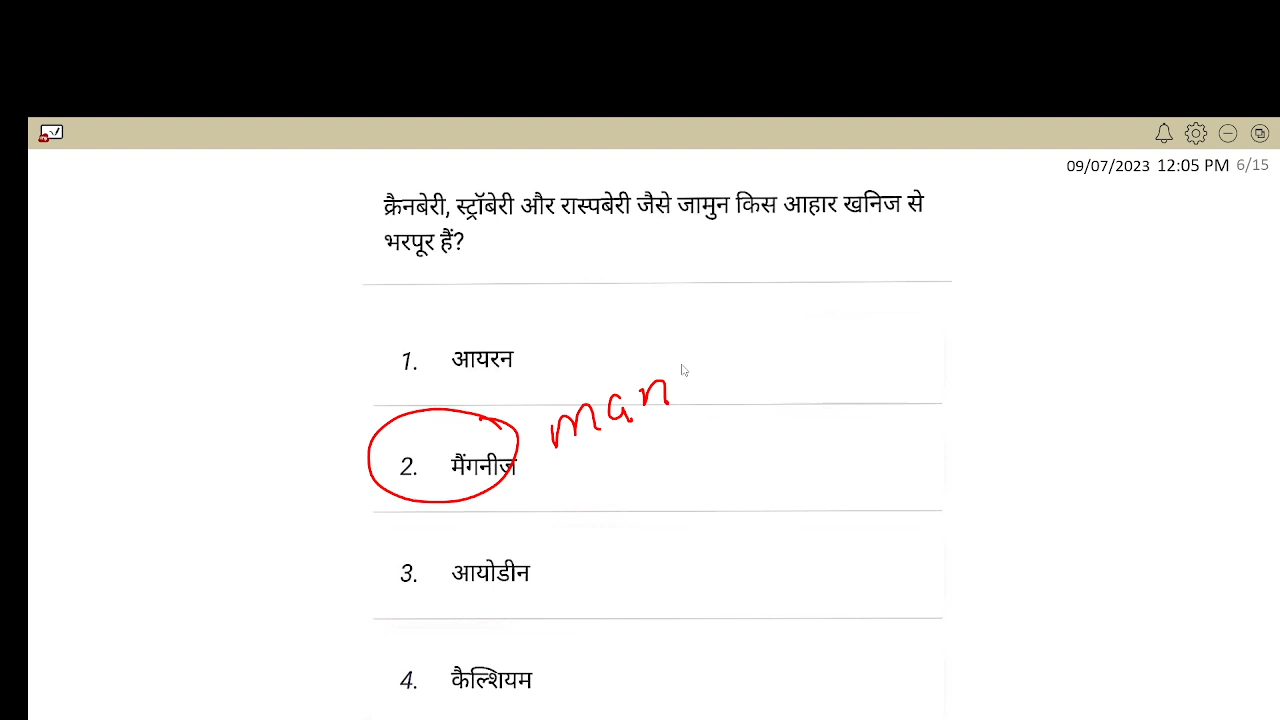 09/07/2023 12:05 PM 6/15
क्रैनबेरी, स्ट्रॉबेरी और रास्पबेरी जैसे जामुन किस आहार खनिज से
भरपूर हैं?
1. आयरन
man
2. मैंगनीज
3. आयोडीन
4. कैल्शियम